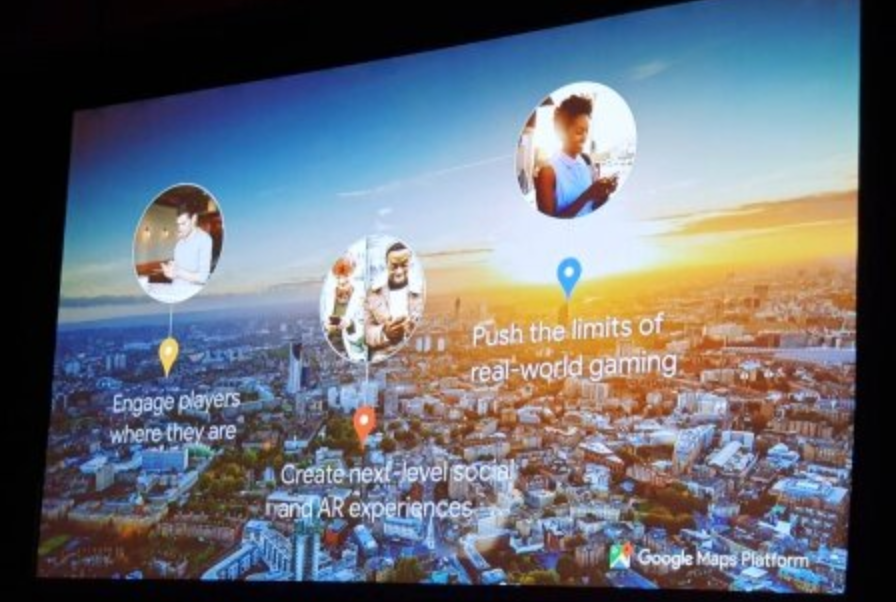 Engage players
where they are
Create next-level social
and AR experiences
Push the limits of
real-world gaming
Google Maps Platform